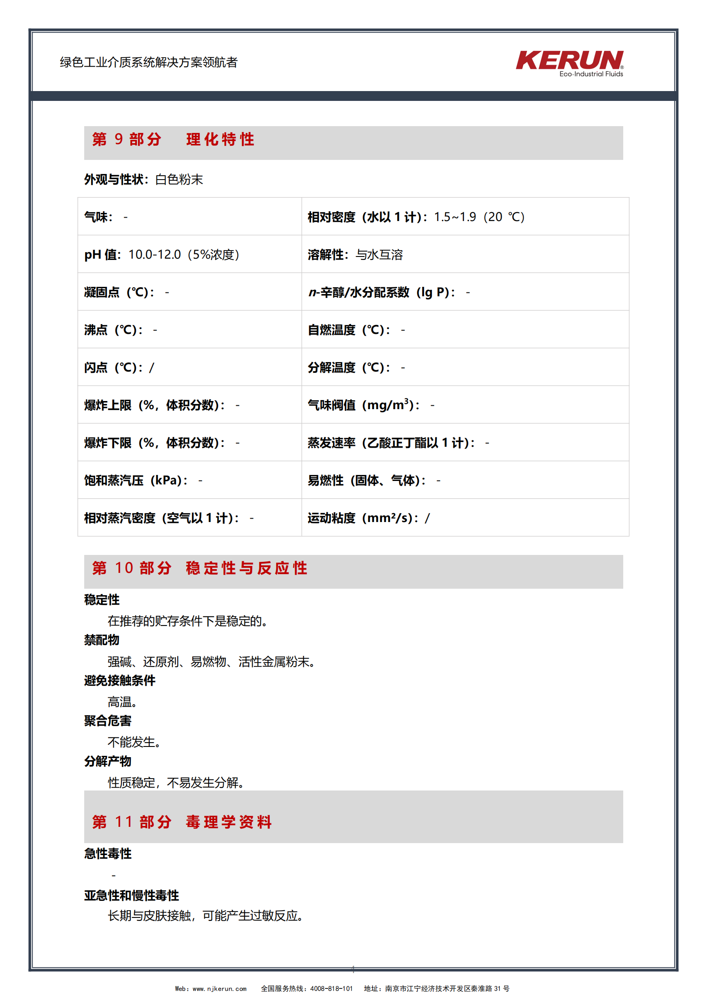 绿色工业介质系统解决方案领航者
KERUN®
Eco-Industrial Fluids
第 9 部分 理化特性
外观与性状：白色粉末
气味： -
相对密度（水以 1 计）：1.5~1.9（20 ℃）
pH 值：10.0-12.0（5%浓度）
溶解性：与水互溶
凝固点（℃）： -
n-辛醇/水分配系数（lg P）： -
沸点（℃）： -
自燃温度（℃）： -
闪点（℃）：/
分解温度（℃）： -
爆炸上限（%，体积分数）： -
气味阀值（mg/m³）： -
爆炸下限（%，体积分数）： -
蒸发速率（乙酸正丁酯以 1 计）： -
饱和蒸汽压（kPa）： -
易燃性（固体、气体）： -
相对蒸汽密度（空气以 1 计）： -
运动粘度（mm²/s）：/
第 10 部分 稳定性与反应性
稳定性
在推荐的贮存条件下是稳定的。
禁配物
强碱、还原剂、易燃物、活性金属粉末。
避免接触条件
高温。
聚合危害
不能发生。
分解产物
性质稳定，不易发生分解。
第 11 部分 毒理学资料
急性毒性
-
亚急性和慢性毒性
长期与皮肤接触，可能产生过敏反应。
4
Web：www.njkerun.com 全国服务热线：4008-818-101 地址：南京市江宁经济技术开发区秦淮路 31 号